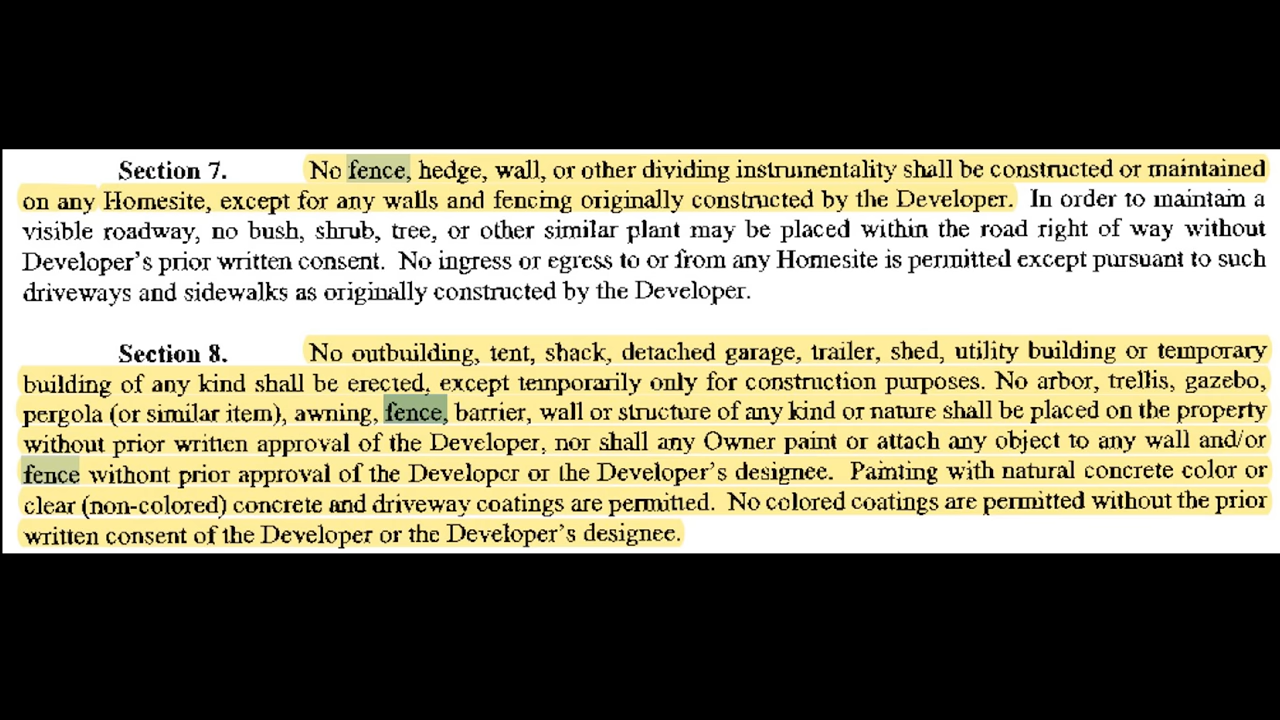 Section 7. No fence, hedge, wall, or other dividing instrumentality shall be constructed or maintained
on any Homesite, except for any walls and fencing originally constructed by the Developer. In order to maintain a
visible roadway, no bush, shrub, tree, or other similar plant may be placed within the road right of way without
Developer's prior written consent. No ingress or egress to or from any Homesite is permitted except pursuant to such
driveways and sidewalks as originally constructed by the Developer.
Section 8. No outbuilding, tent, shack, detached garage, trailer, shed, utility building or temporary
building of any kind shall be erected, except temporarily only for construction purposes. No arbor, trellis, gazebo,
pergola (or similar item), awning, fence, barrier, wall or structure of any kind or nature shall be placed on the property
without prior written approval of the Developer, nor shall any Owner paint or attach any object to any wall and/or
fence without prior approval of the Developer or the Developer's designee. Painting with natural concrete color or
clear (non-colored) concrete and driveway coatings are permitted. No colored coatings are permitted without the prior
written consent of the Developer or the Developer's designee.